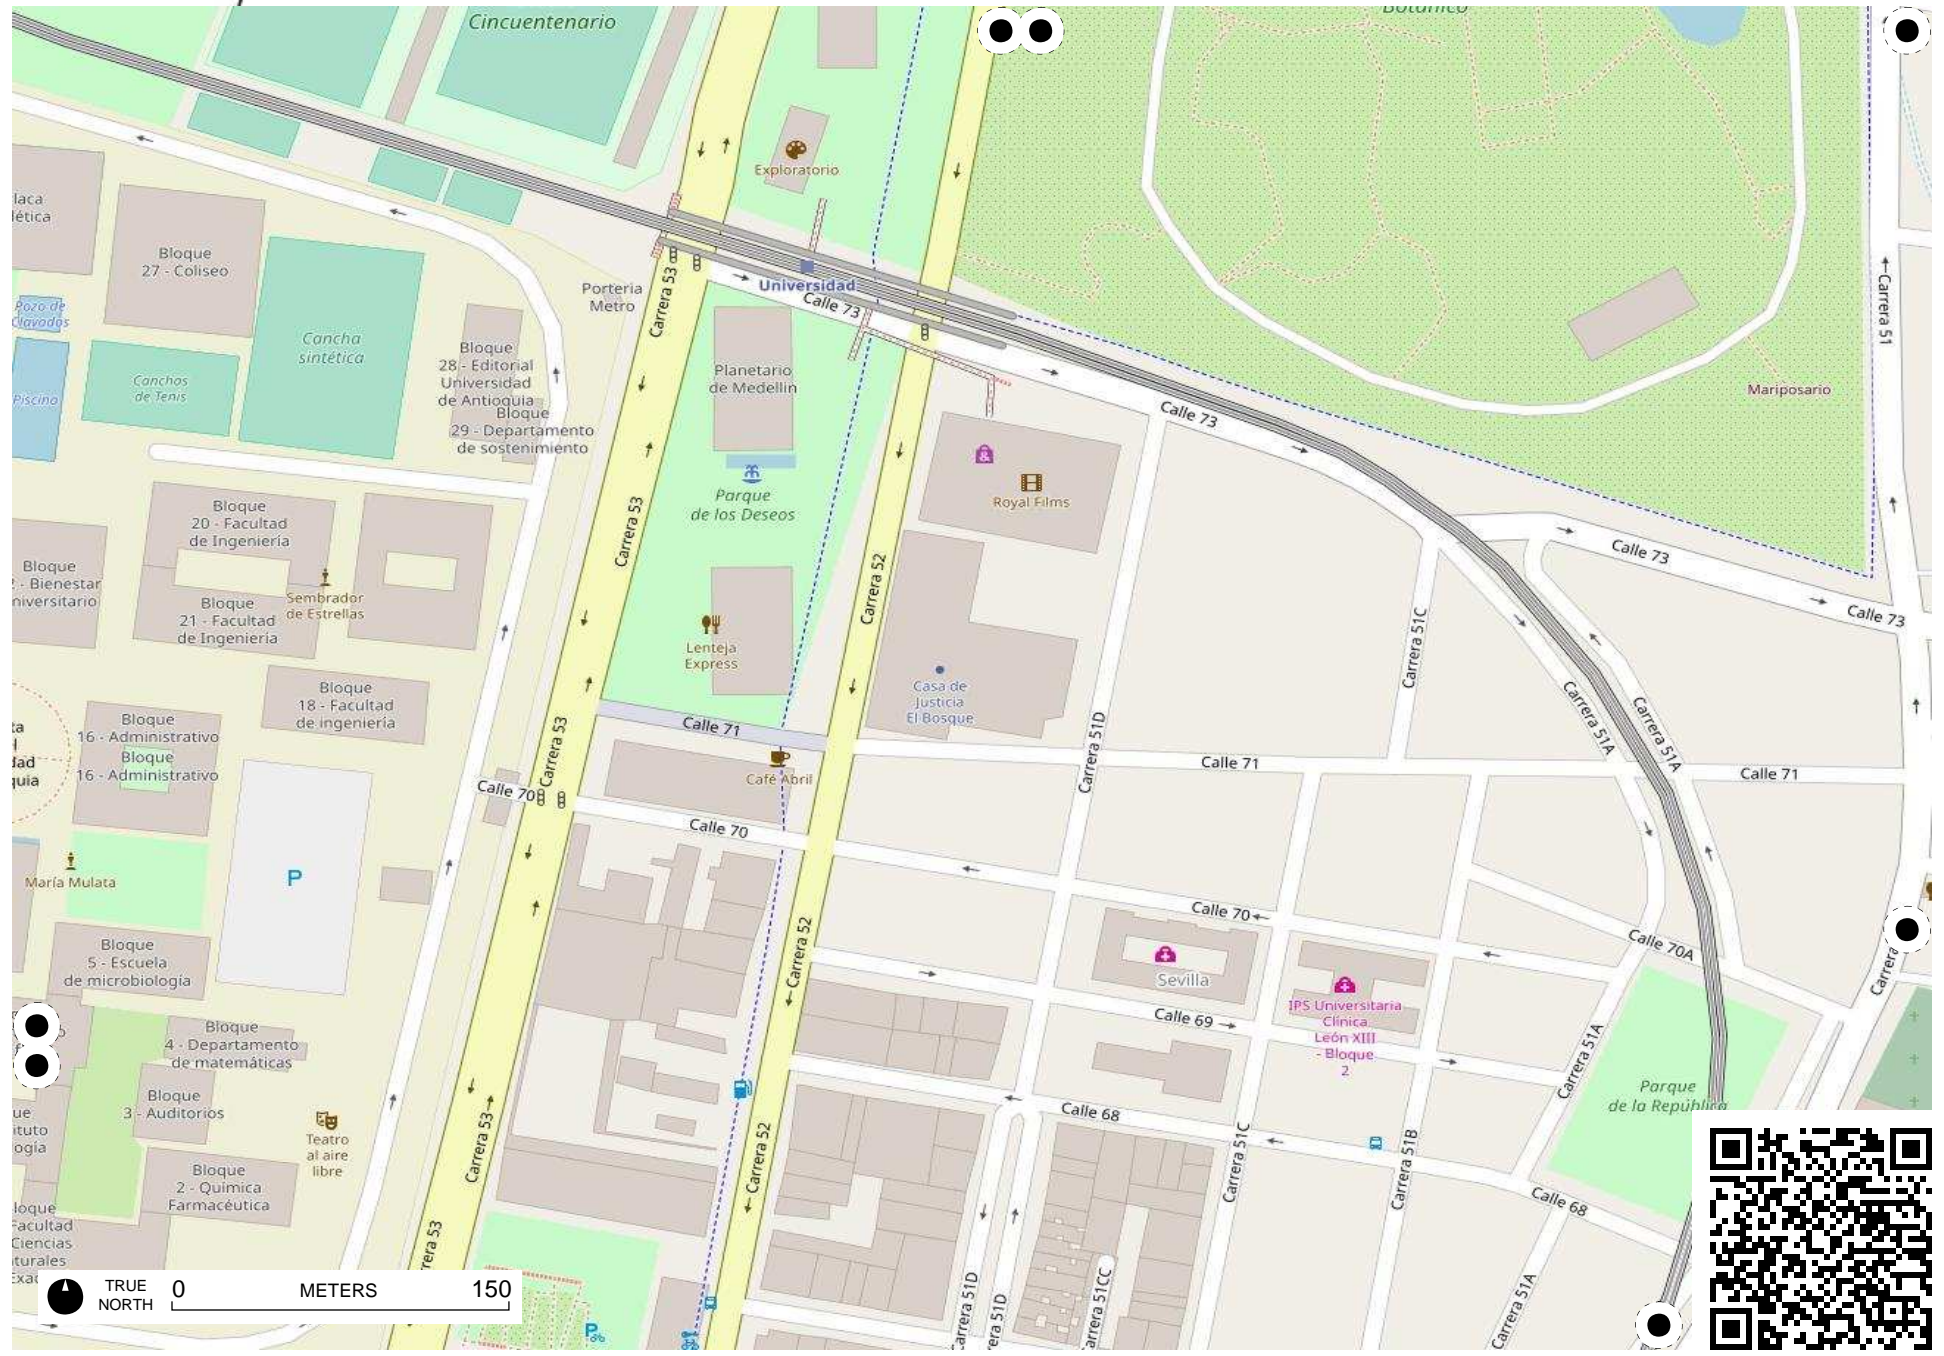 Cincuentenario
Exploratorio
Bloque
27 - Coliseo
Porteria
Metro
Universidad
Calle 73
Carrera 53
Carrera 51
Cancha
sintética
Canchas
de Tenis
Pozo de
Clavados
Piscina
Bloque
28 - Editorial
Universidad
de Antioquia
Bloque
29 - Departamento
de sostenimiento
Planetario
de Medellín
Mariposario
Calle 73
Royal Films
Parque
de los Deseos
Carrera 53
Bloque
20 - Facultad
de Ingeniería
Bloque
- Bienestar
Bloque
21 - Facultad
de Ingeniería
Sembrador
de Estrellas
Carrera 52
Calle 73
Calle 73
Carrera 51C
Lenteja
Express
Casa de
Justicia
El Bosque
Bloque
18 - Facultad
de ingeniería
Bloque
16 - Administrativo
Bloque
16 - Administrativo
Calle 71
Carrera 53
Carrera 51D
Carrera 51A
Carrera 51A
Calle 71
Calle 71
Café Abril
Calle 70
Calle 70
María Mulata
P
Calle 70
Calle 70A
Carrera 52
Bloque
5 - Escuela
de microbiología
Sevilla
IPS Universitaria
Clínica
León XIII
- Bloque
2
Calle 69
Carrera
Bloque
4 - Departamento
de matemáticas
Carrera 51A
Bloque
3 - Auditorios
Parque
de la República
Calle 68
Teatro
al aire
libre
Carrera 53
Carrera 52
Carrera 51C
Carrera 51B
Bloque
2 - Química
Farmacéutica
Calle 68
Facultad
Ciencias
Carrera 51D
Carrera 51A
P
TRUE
NORTH
0 METERS 150